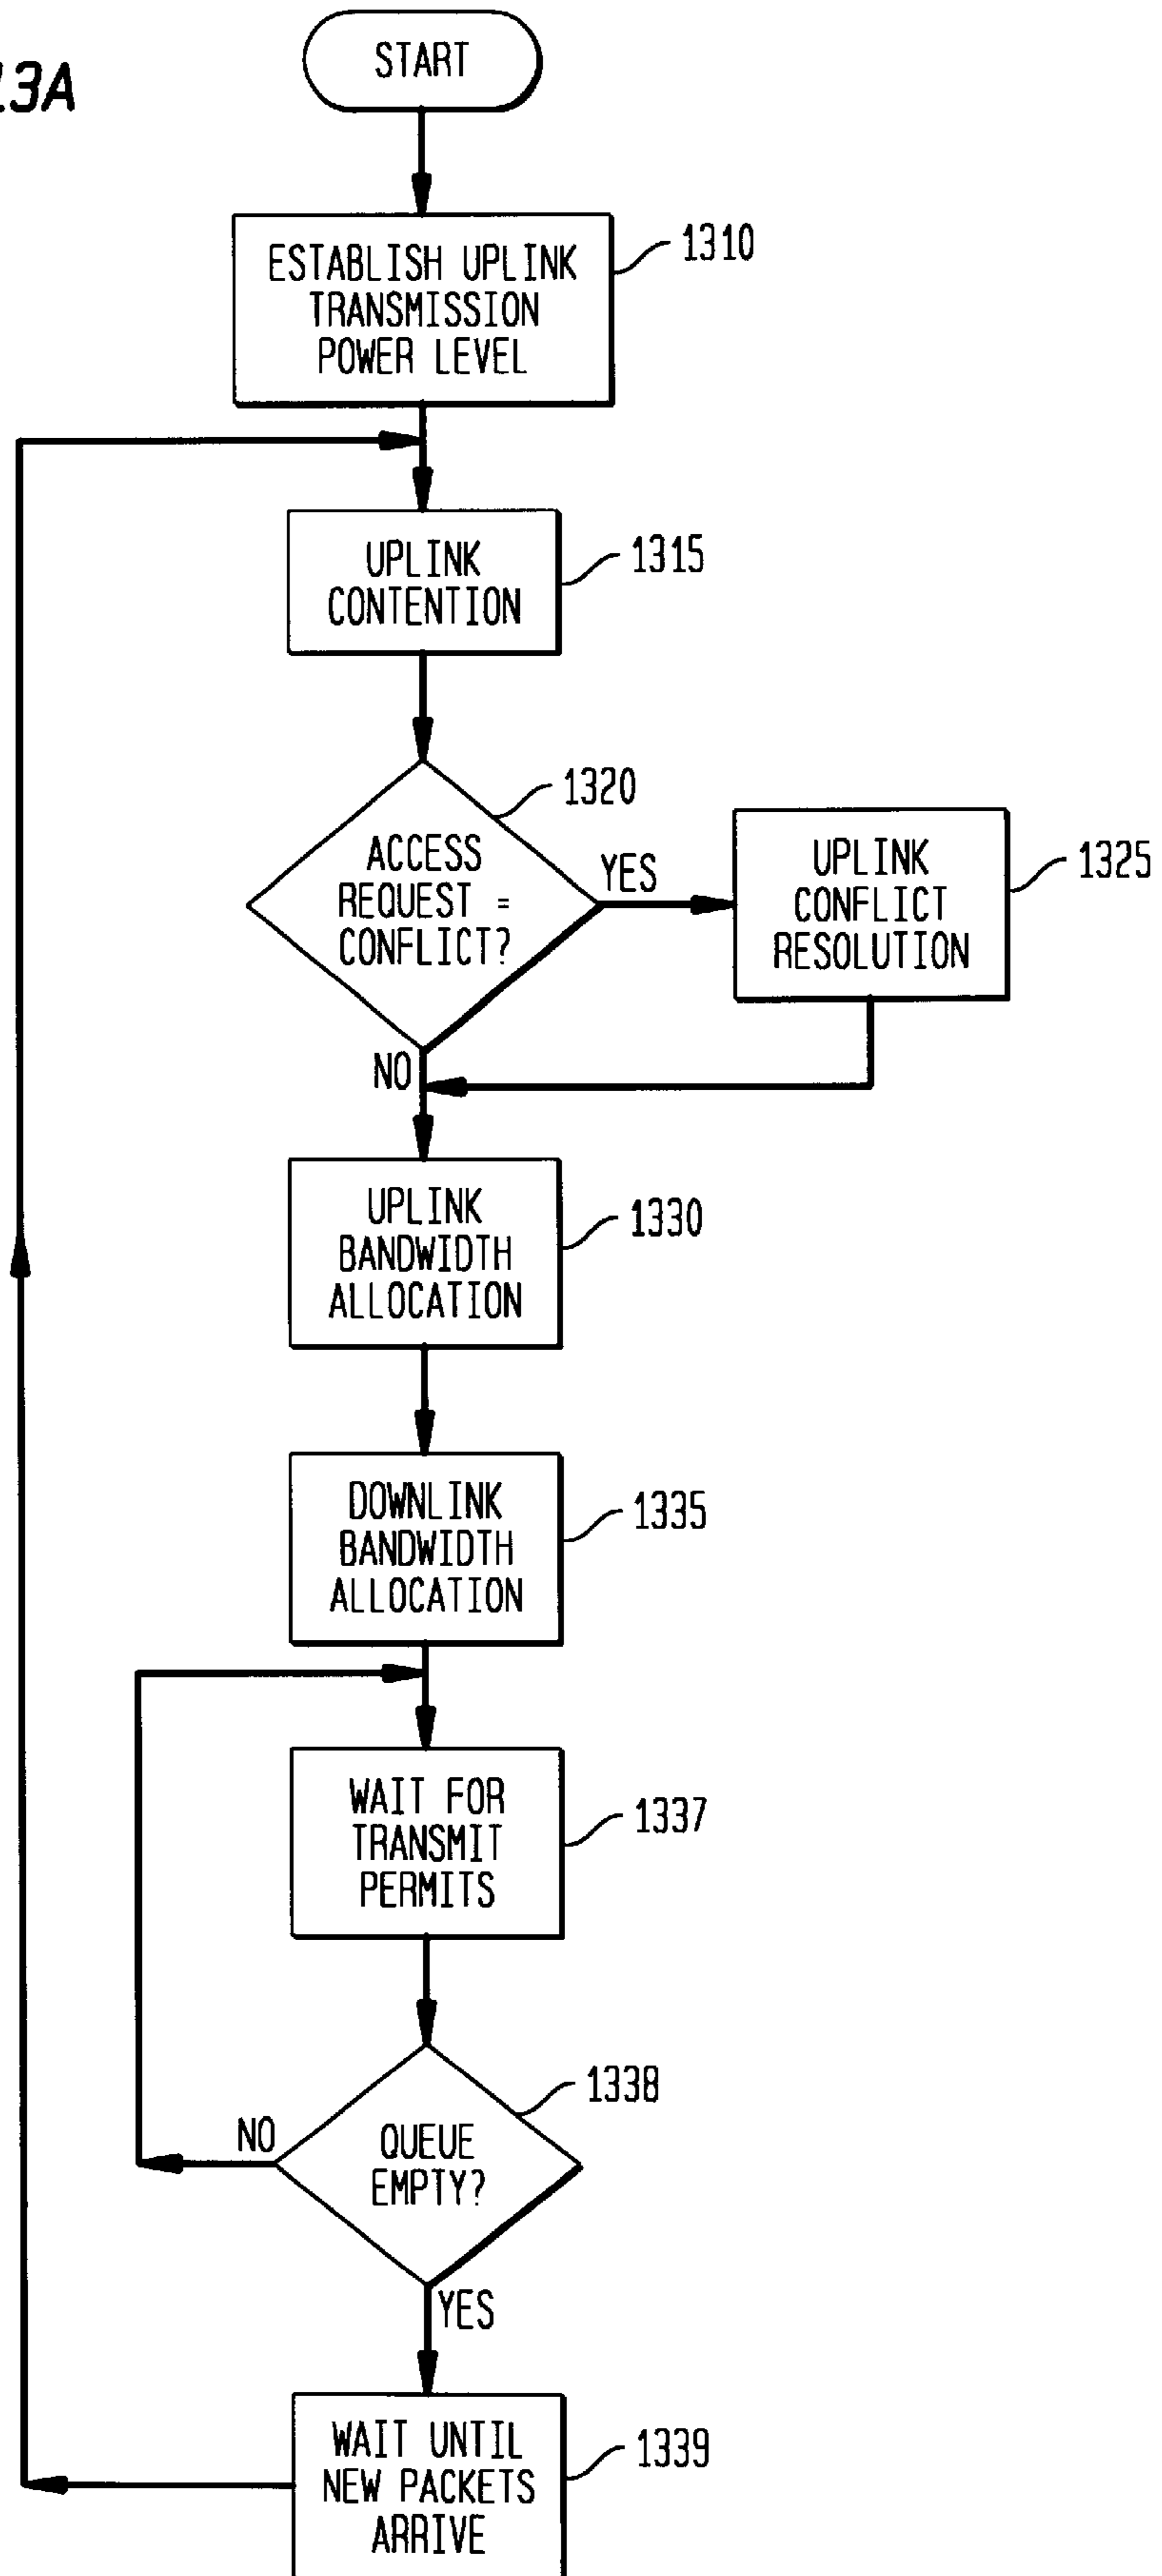 13A
START
ESTABLISH UPLINK
TRANSMISSION
POWER LEVEL
1310
UPLINK
CONTENTION
1315
1320
ACCESS
REQUEST =
CONFLICT?
YES
UPLINK
CONFLICT
RESOLUTION
1325
NO
UPLINK
BANDWIDTH
ALLOCATION
1330
DOWNLINK
BANDWIDTH
ALLOCATION
1335
WAIT FOR
TRANSMIT
PERMITS
1337
1338
NO
QUEUE
EMPTY?
YES
WAIT UNTIL
NEW PACKETS
ARRIVE
1339